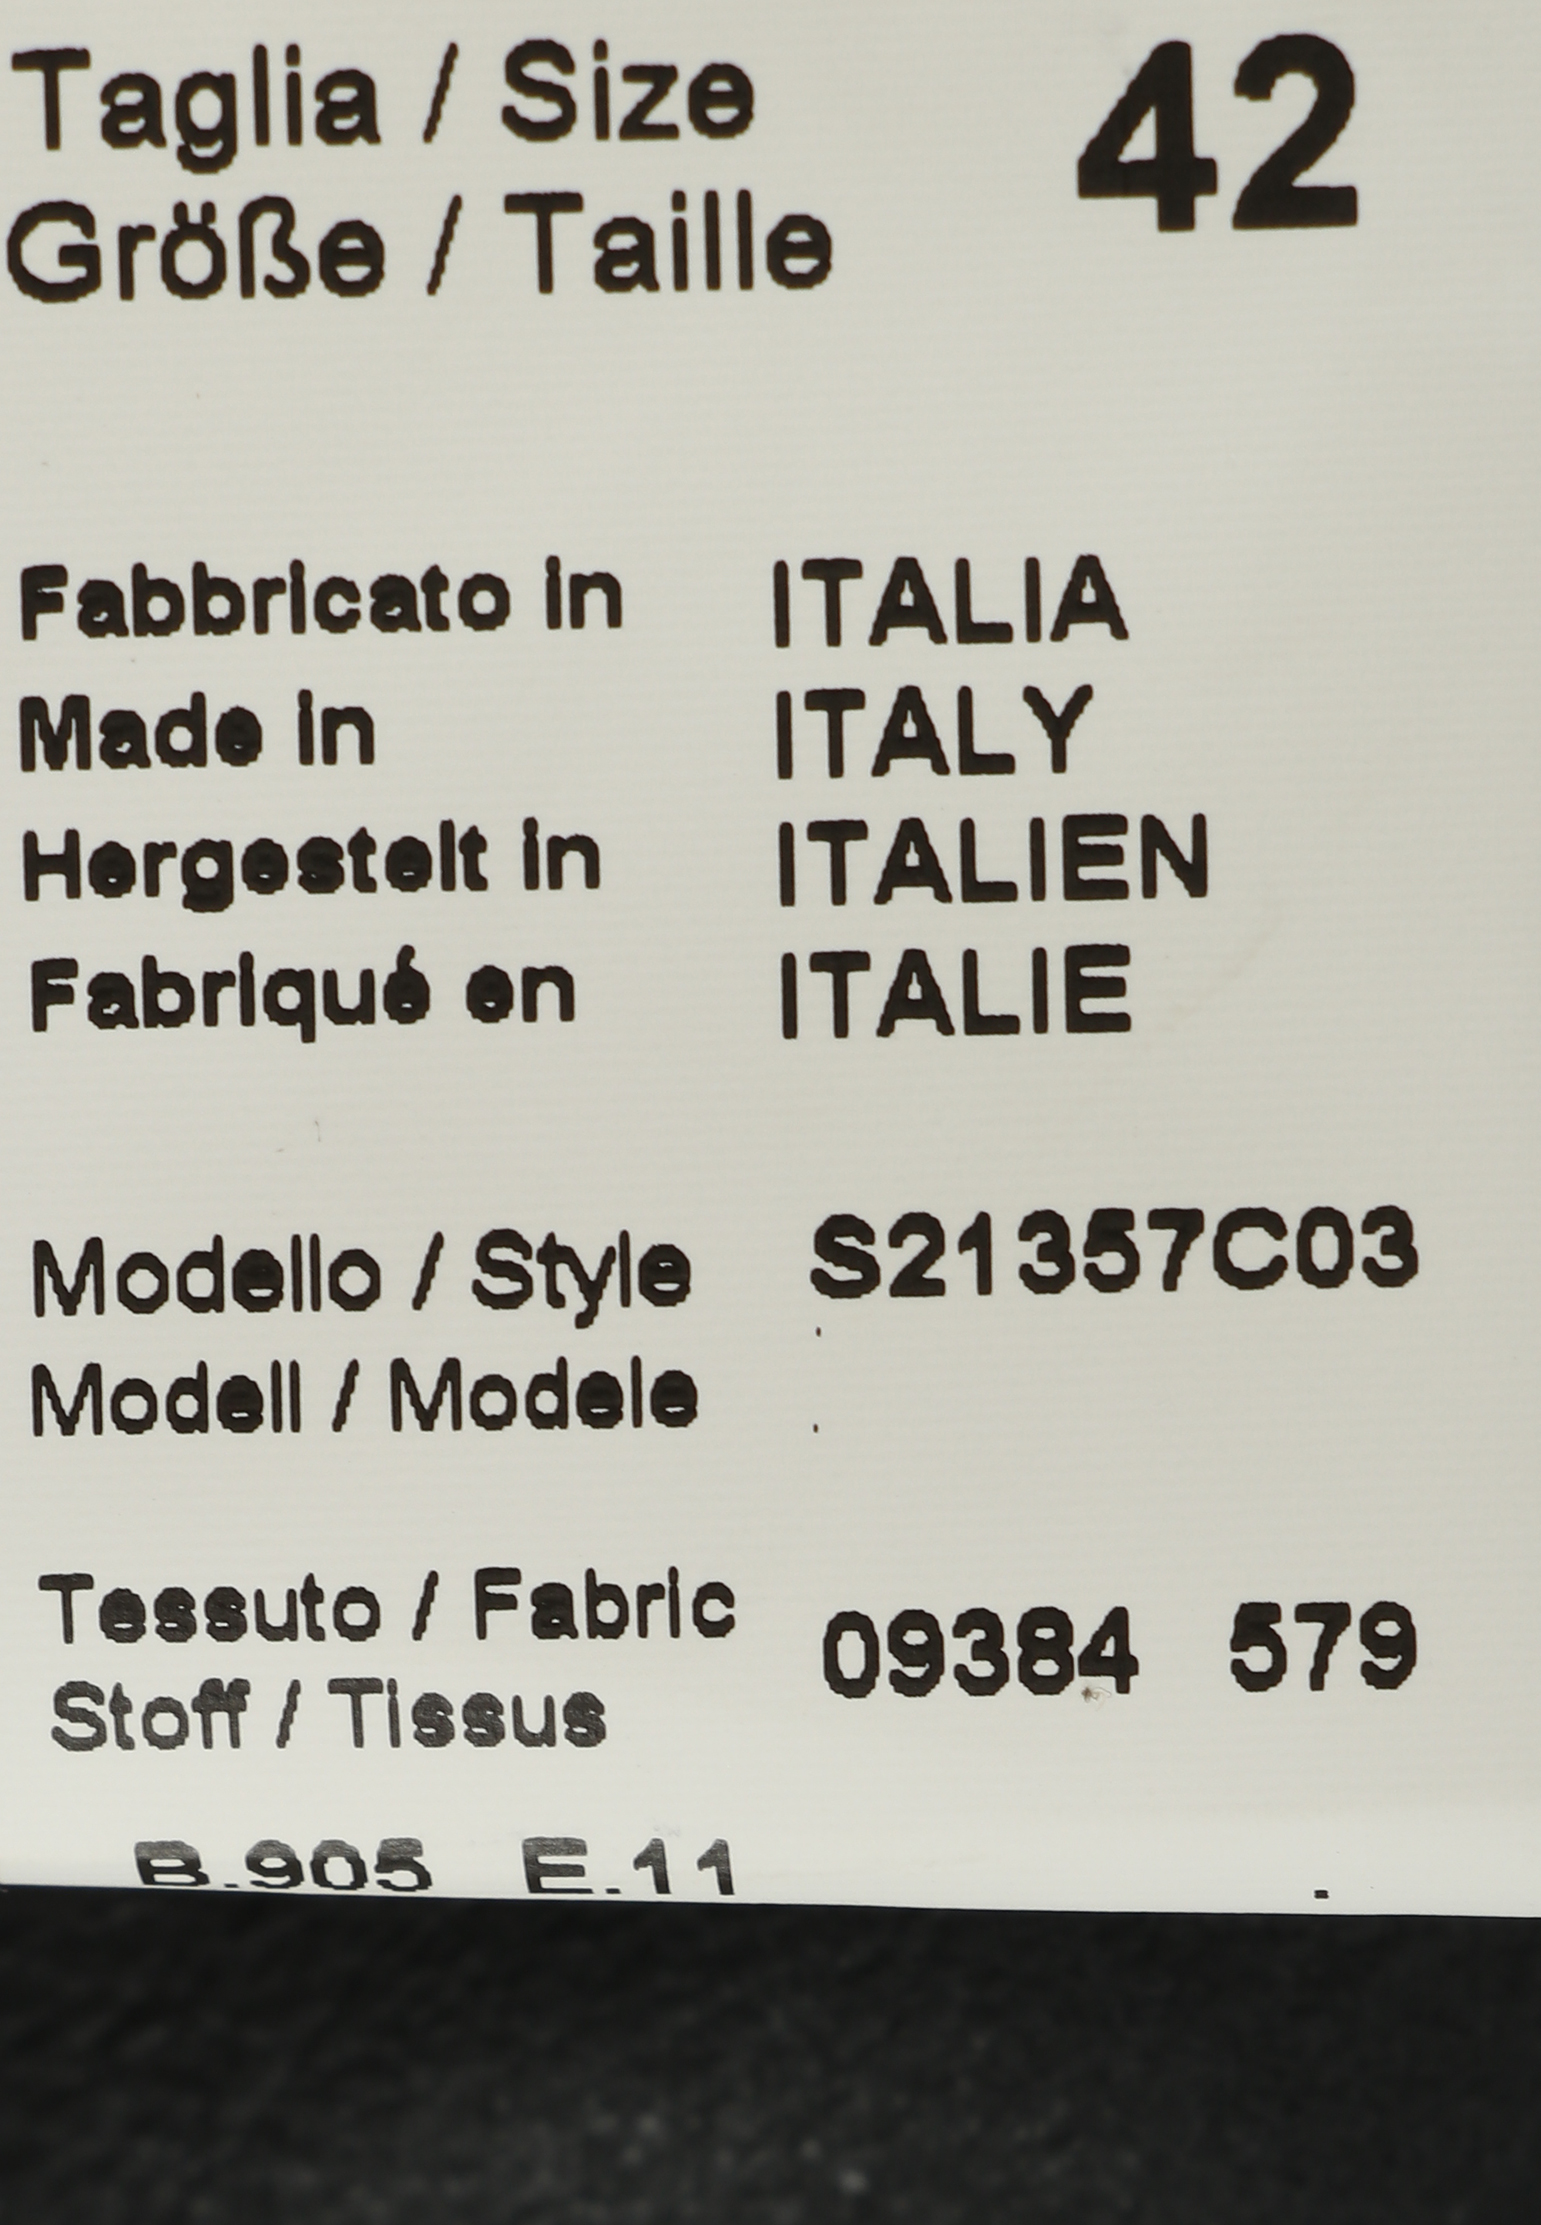 Taglia / Size 42
Größe / Taille
Fabbricato in ITALIA
Made in ITALY
Hergestelt in ITALIEN
Fabriqué en ITALIE
Modello / Style S21357C03
Modell / Modele
Tessuto / Fabric 09384 579
Stoff / Tissus
B.905 E.11